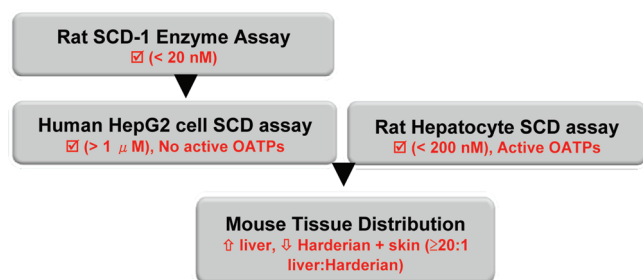 Rat SCD-1 Enzyme Assay
☑ (< 20 nM)
Human HepG2 cell SCD assay
☑ (> 1 μ M), No active OATPs
Rat Hepatocyte SCD assay
☑ (< 200 nM), Active OATPs
Mouse Tissue Distribution
⇧ liver, ⇩ Harderian + skin (≥20:1
liver:Harderian)